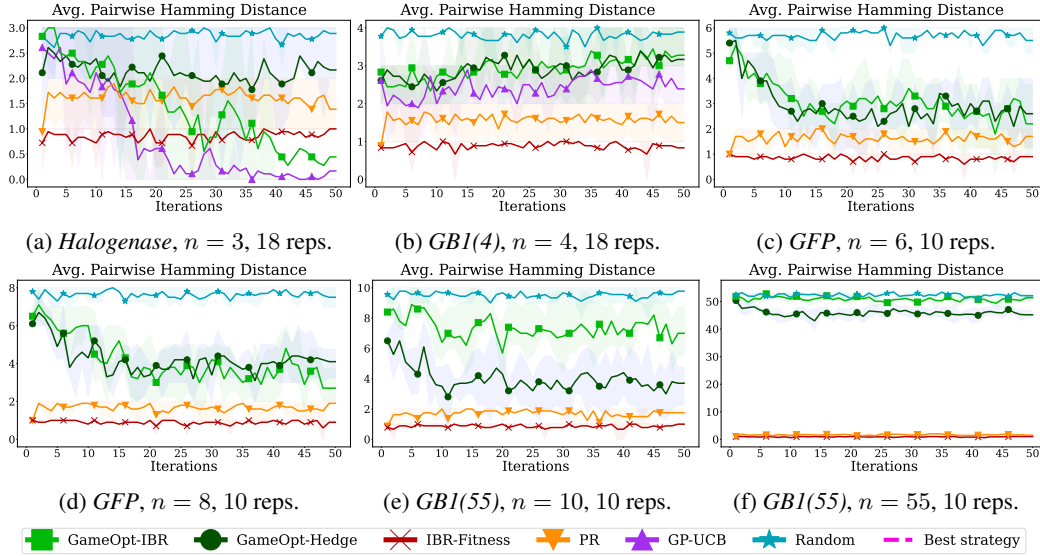 Avg. Pairwise Hamming Distance
3.0
2.5
2.0
1.5
1.0
0.5
0.0
0 5 10 15 20 25 30 35 40 45 50
Iterations
(a) Halogenase, n = 3, 18 reps.
Avg. Pairwise Hamming Distance
4
3
2
1
0
0 5 10 15 20 25 30 35 40 45 50
Iterations
(b) GB1(4), n = 4, 18 reps.
Avg. Pairwise Hamming Distance
6
5
4
3
2
1
0
0 5 10 15 20 25 30 35 40 45 50
Iterations
(c) GFP, n = 6, 10 reps.
Avg. Pairwise Hamming Distance
8
6
4
2
0
0 5 10 15 20 25 30 35 40 45 50
Iterations
(d) GFP, n = 8, 10 reps.
Avg. Pairwise Hamming Distance
10
8
6
4
2
0
0 5 10 15 20 25 30 35 40 45 50
Iterations
(e) GB1(55), n = 10, 10 reps.
Avg. Pairwise Hamming Distance
50
40
30
20
10
0
0 5 10 15 20 25 30 35 40 45 50
Iterations
(f) GB1(55), n = 55, 10 reps.
GameOpt-IBR GameOpt-Hedge IBR-Fitness PR GP-UCB Random Best strategy